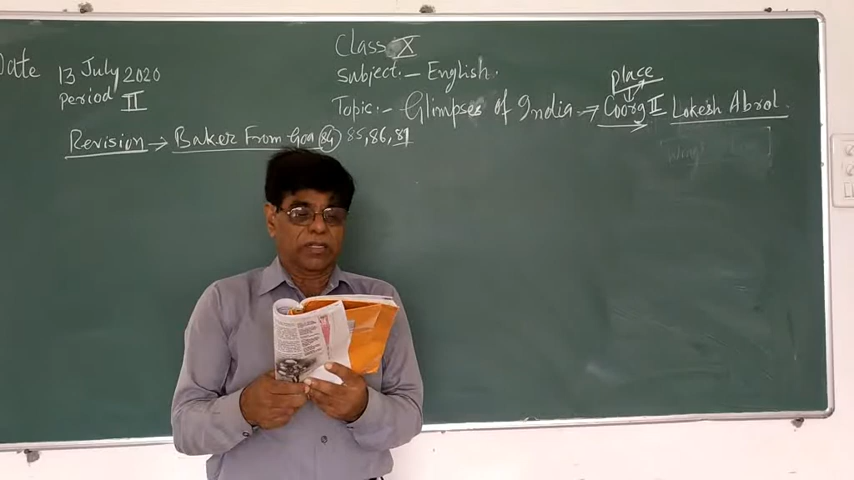 Date 13 July 2020
Period II
Class X
Subject:- English.
Topic:- Glimpses of India. → Coorg II - Lokesh Abrol.
place
Revision → Baker From Goa (84) 85, 86, 87